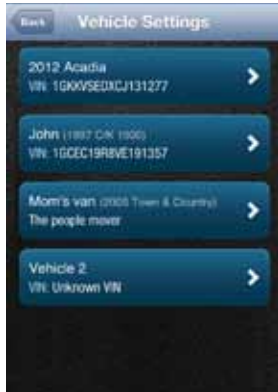 Back
Vehicle Settings
2012 Acadia
VIN: 1GKKVSEDXCJ131277
John (1997 C/K 1500)
VIN: 1GCEC19R8VE191357
Mom's van (2005 Town & Country)
The people mover
Vehicle 2
VIN: Unknown VIN